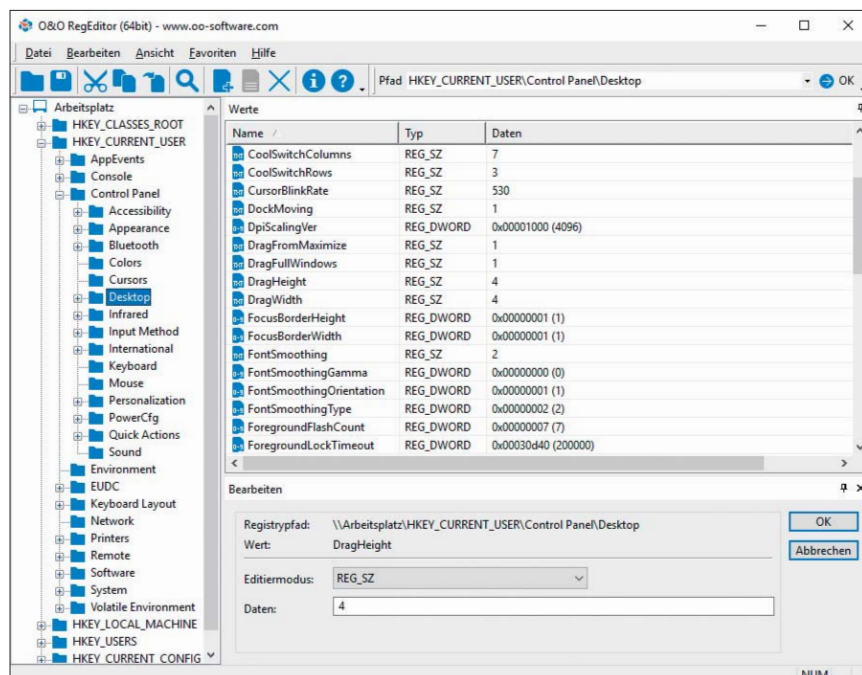 O&O RegEditor (64bit) - www.oo-software.com
Datei Bearbeiten Ansicht Favoriten Hilfe
Pfad HKEY_CURRENT_USER\Control Panel\Desktop OK
Arbeitsplatz
HKEY_CLASSES_ROOT
HKEY_CURRENT_USER
AppEvents
Console
Control Panel
Accessibility
Appearance
Bluetooth
Colors
Cursors
Desktop
Infrared
Input Method
International
Keyboard
Mouse
Personalization
PowerCfg
Quick Actions
Sound
Environment
EUDC
Keyboard Layout
Network
Printers
Remote
Software
System
Volatile Environment
HKEY_LOCAL_MACHINE
HKEY_USERS
HKEY_CURRENT_CONFIG
Werte
Name Typ Daten
CoolSwitchColumns REG_SZ 7
CoolSwitchRows REG_SZ 3
CursorBlinkRate REG_SZ 530
DockMoving REG_SZ 1
DpiScalingVer REG_DWORD 0x00001000 (4096)
DragFromMaximize REG_SZ 1
DragFullWindows REG_SZ 1
DragHeight REG_SZ 4
DragWidth REG_SZ 4
FocusBorderHeight REG_DWORD 0x00000001 (1)
FocusBorderWidth REG_DWORD 0x00000001 (1)
FontSmoothing REG_SZ 2
FontSmoothingGamma REG_DWORD 0x00000000 (0)
FontSmoothingOrientation REG_DWORD 0x00000001 (1)
FontSmoothingType REG_DWORD 0x00000002 (2)
ForegroundFlashCount REG_DWORD 0x00000007 (7)
ForegroundLockTimeout REG_DWORD 0x00030d40 (200000)
Bearbeiten
Registrypfad: \\Arbeitsplatz\HKEY_CURRENT_USER\Control Panel\Desktop
Wert: DragHeight
Editiermodus: REG_SZ
Daten: 4
OK
Abbrechen
NUM